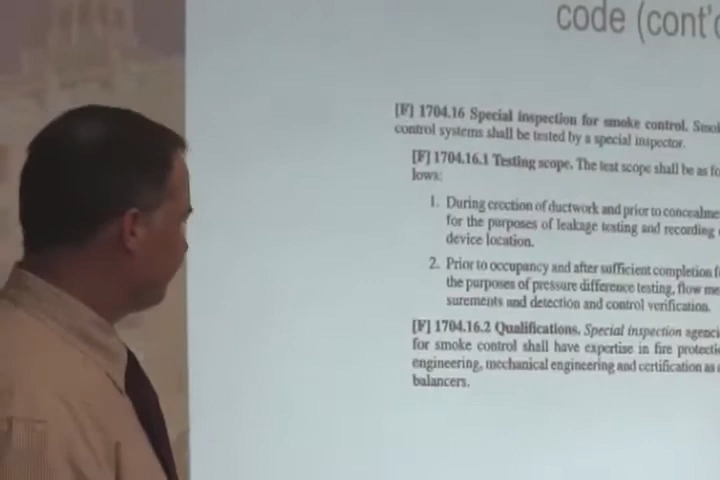 code (cont'd
[F] 1704.16 Special inspection for smoke control. Smoke
control systems shall be tested by a special inspector.
[F] 1704.16.1 Testing scope. The test scope shall be as fol
lows:
1. During erection of ductwork and prior to concealme
for the purposes of leakage testing and recording
device location.
2. Prior to occupancy and after sufficient completion f
the purposes of pressure difference testing, flow mea
surements and detection and control verification.
[F] 1704.16.2 Qualifications. Special inspection agenci
for smoke control shall have expertise in fire protectio
engineering, mechanical engineering and certification as
balancers.